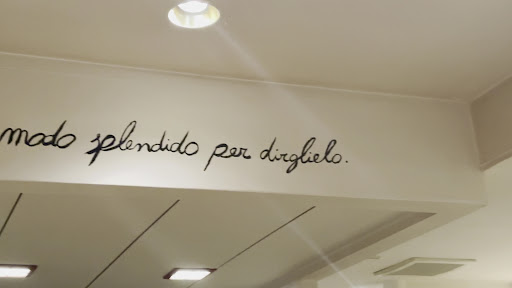 modo splendido per dirglielo.